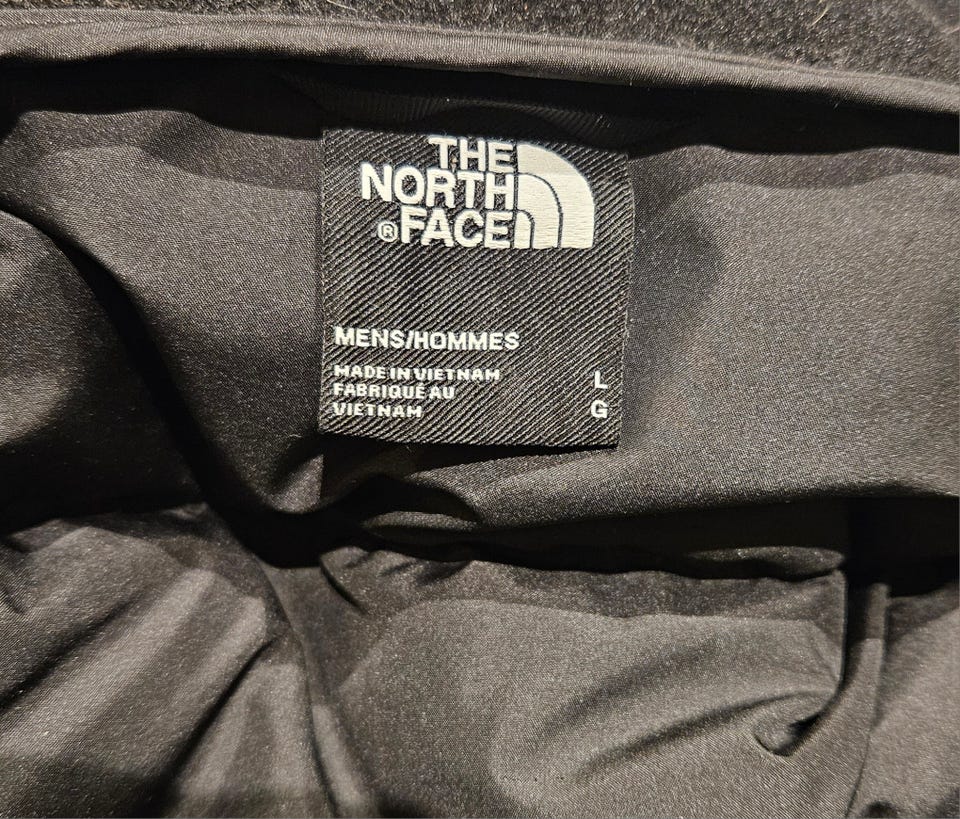 THE
NORTH
®FACE
MENS/HOMMES
MADE IN VIETNAM
FABRIQUÉ AU
VIETNAM
L
G